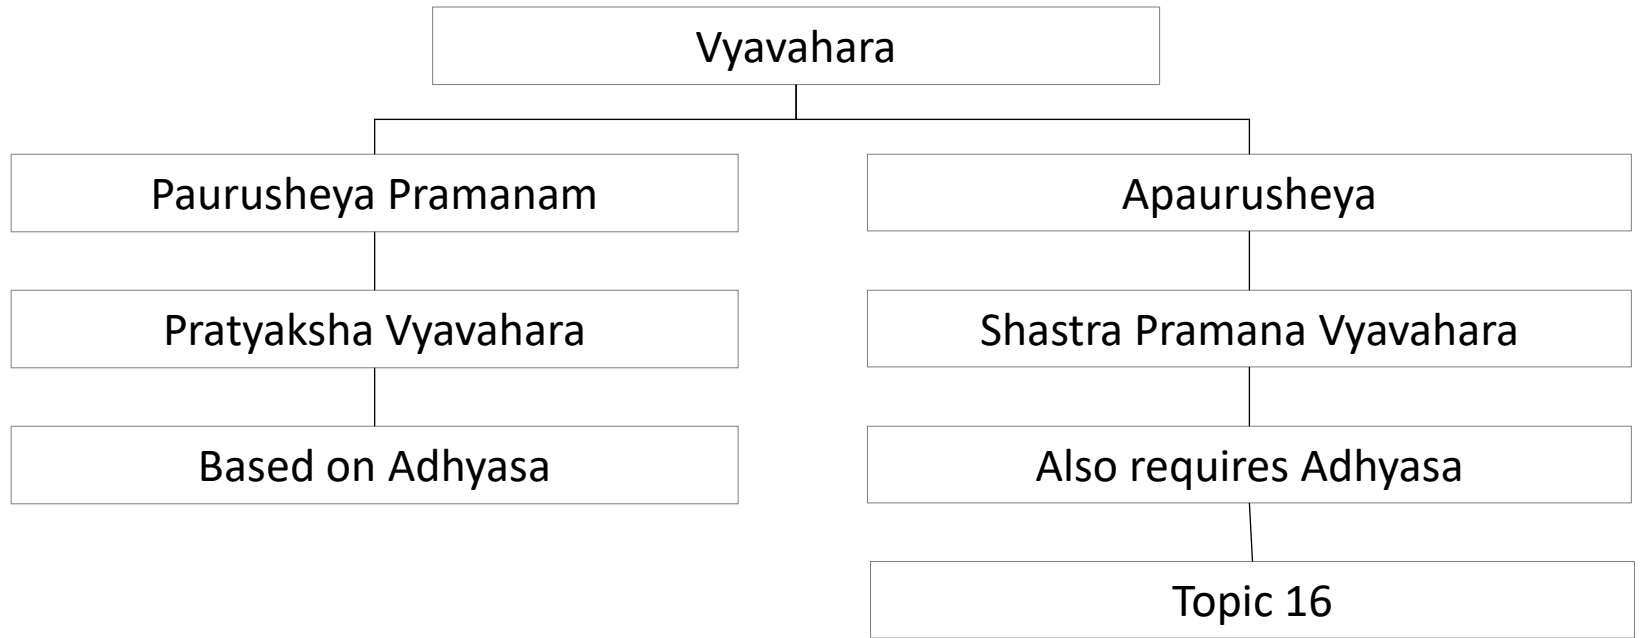 Vyavahara
Paurusheya Pramanam
Apaurusheya
Pratyaksha Vyavahara
Shastra Pramana Vyavahara
Based on Adhyasa
Also requires Adhyasa
Topic 16